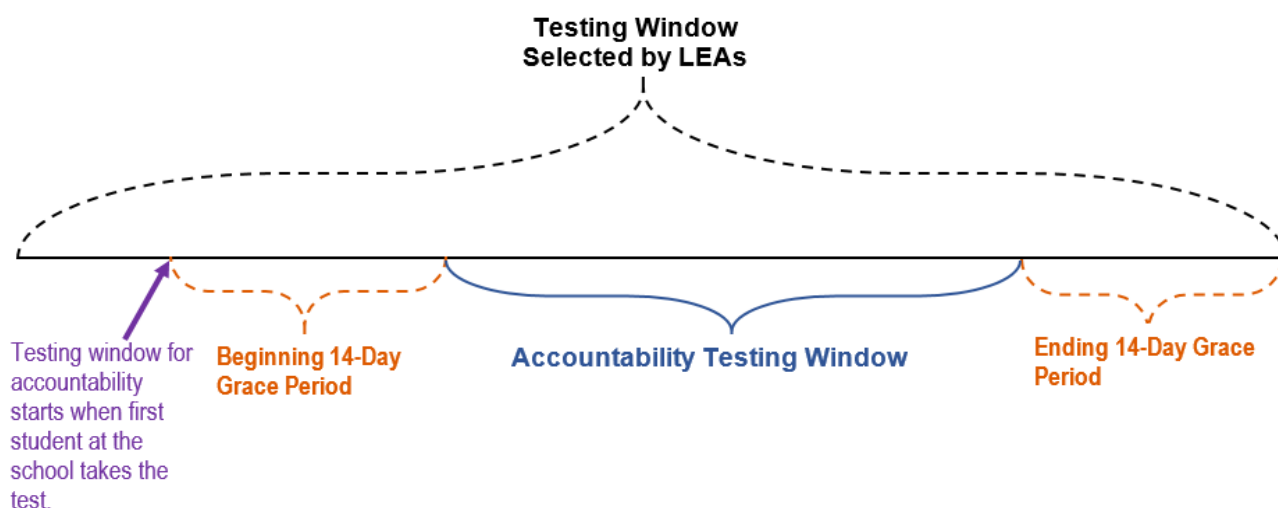 Testing Window
Selected by LEAs
Testing window for
accountability
starts when first
student at the
school takes the
test.
Beginning 14-Day
Grace Period
Accountability Testing Window
Ending 14-Day Grace
Period